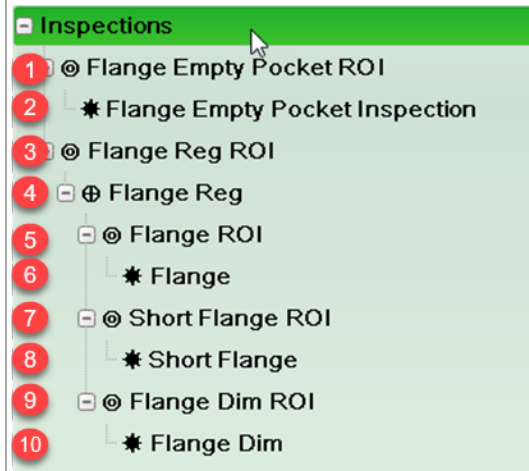 Inspections
1 Flange Empty Pocket ROI
2 Flange Empty Pocket Inspection
3 Flange Reg ROI
4 Flange Reg
5 Flange ROI
6 Flange
7 Short Flange ROI
8 Short Flange
9 Flange Dim ROI
10 Flange Dim